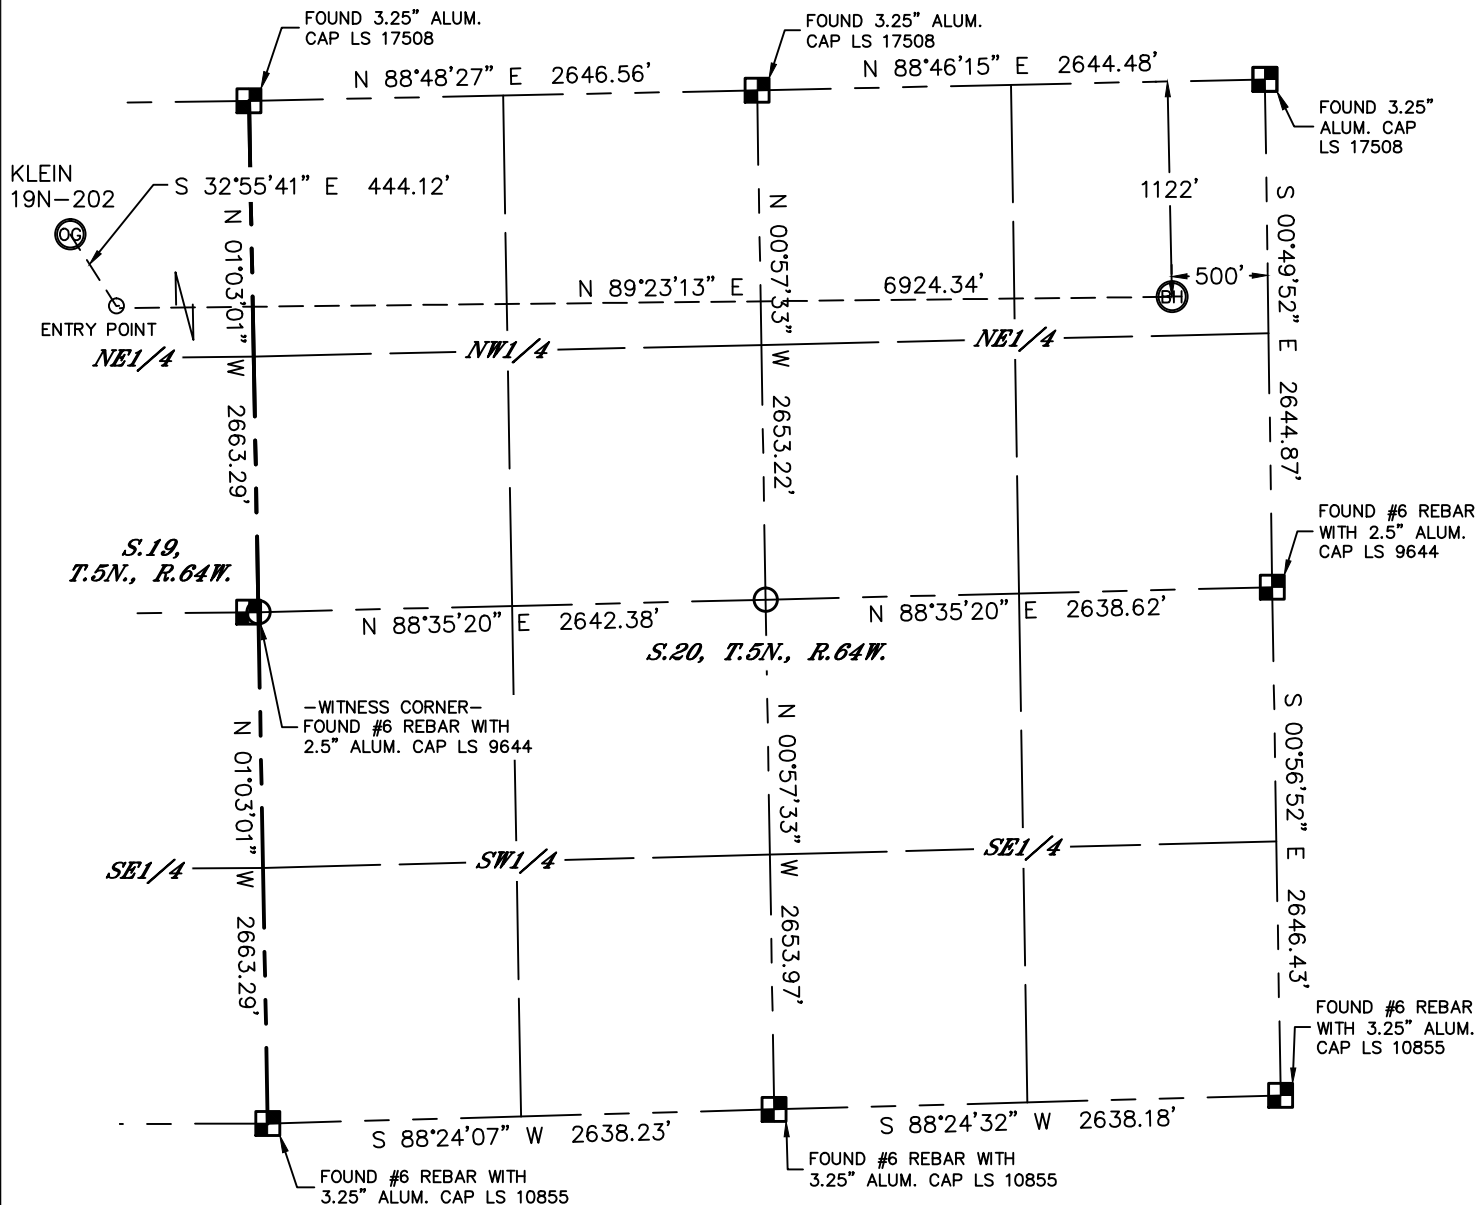 FOUND 3.25" ALUM.
CAP LS 17508
FOUND 3.25" ALUM.
CAP LS 17508
N 88°48'27" E 2646.56'
N 88°46'15" E 2644.48'
FOUND 3.25"
ALUM. CAP
LS 17508
KLEIN
19N-202
OG
S 32°55'41" E 444.12'
1122'
500'
N 89°23'13" E 6924.34'
BH
ENTRY POINT
N 01°03'01" W 2663.29'
N 00°57'33" W 2653.22'
S 00°49'52" E 2644.87'
NE1/4
NW1/4
NE1/4
S.19,
T.5N., R.64W.
FOUND #6 REBAR
WITH 2.5" ALUM.
CAP LS 9644
N 88°35'20" E 2642.38'
N 88°35'20" E 2638.62'
S.20, T.5N., R.64W.
-WITNESS CORNER-
FOUND #6 REBAR WITH
2.5" ALUM. CAP LS 9644
N 01°03'01" W 2663.29'
N 00°57'33" W 2653.97'
S 00°56'52" E 2646.43'
SE1/4
SW1/4
SE1/4
FOUND #6 REBAR
WITH 3.25" ALUM.
CAP LS 10855
S 88°24'07" W 2638.23'
S 88°24'32" W 2638.18'
FOUND #6 REBAR WITH
3.25" ALUM. CAP LS 10855
FOUND #6 REBAR WITH
3.25" ALUM. CAP LS 10855